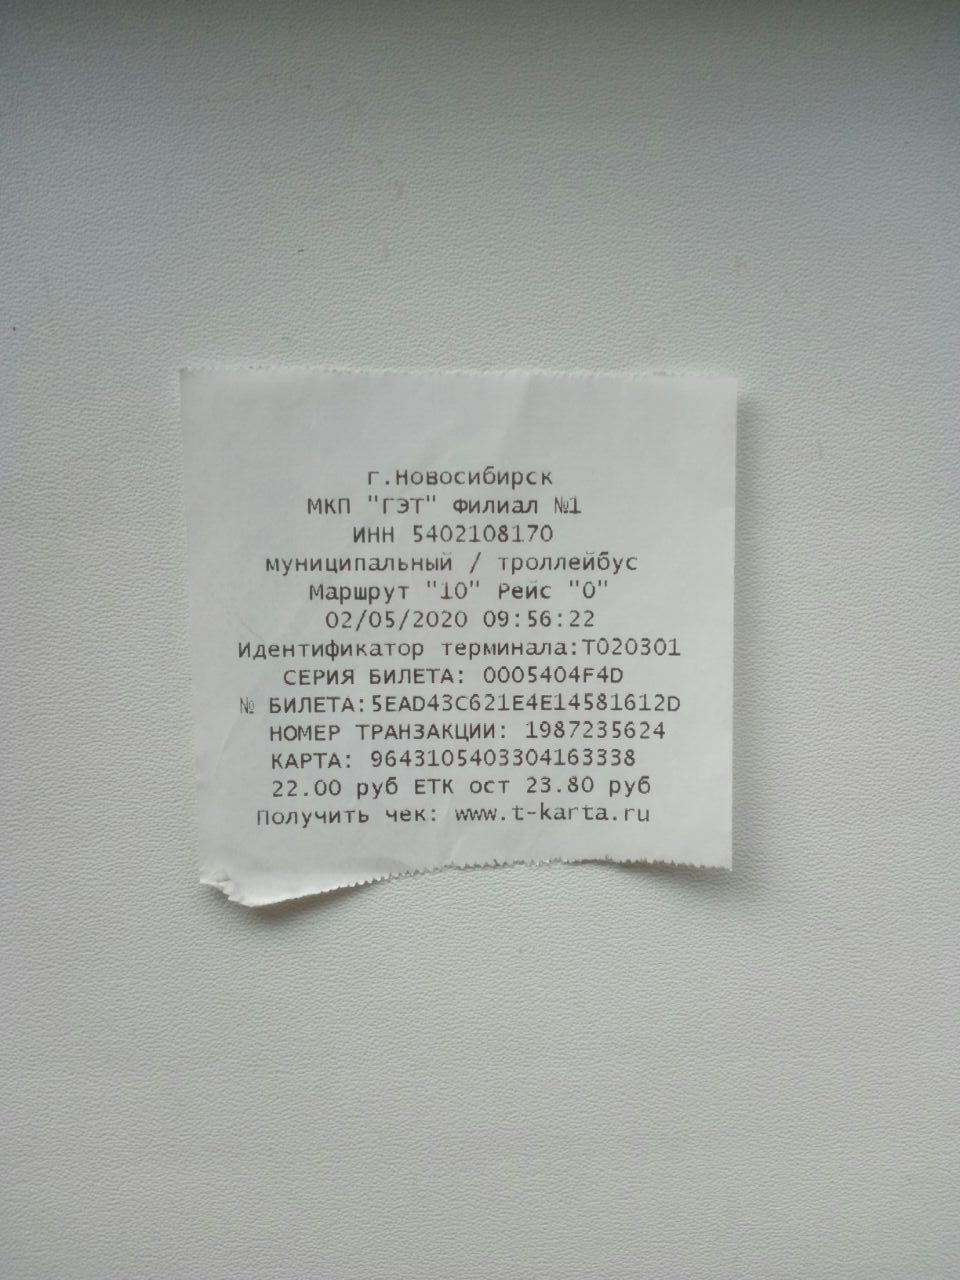 г.Новосибирск
МКП "ГЭТ" Филиал №1
ИНН 5402108170
муниципальный / троллейбус
Маршрут "10" Рейс "0"
02/05/2020 09:56:22
Идентификатор терминала:T020301
СЕРИЯ БИЛЕТА: 0005404F4D
№ БИЛЕТА:5EAD43C621E4E14581612D
НОМЕР ТРАНЗАКЦИИ: 1987235624
КАРТА: 9643105403304163338
22.00 руб ЕТК ост 23.80 руб
Получить чек: www.t-karta.ru